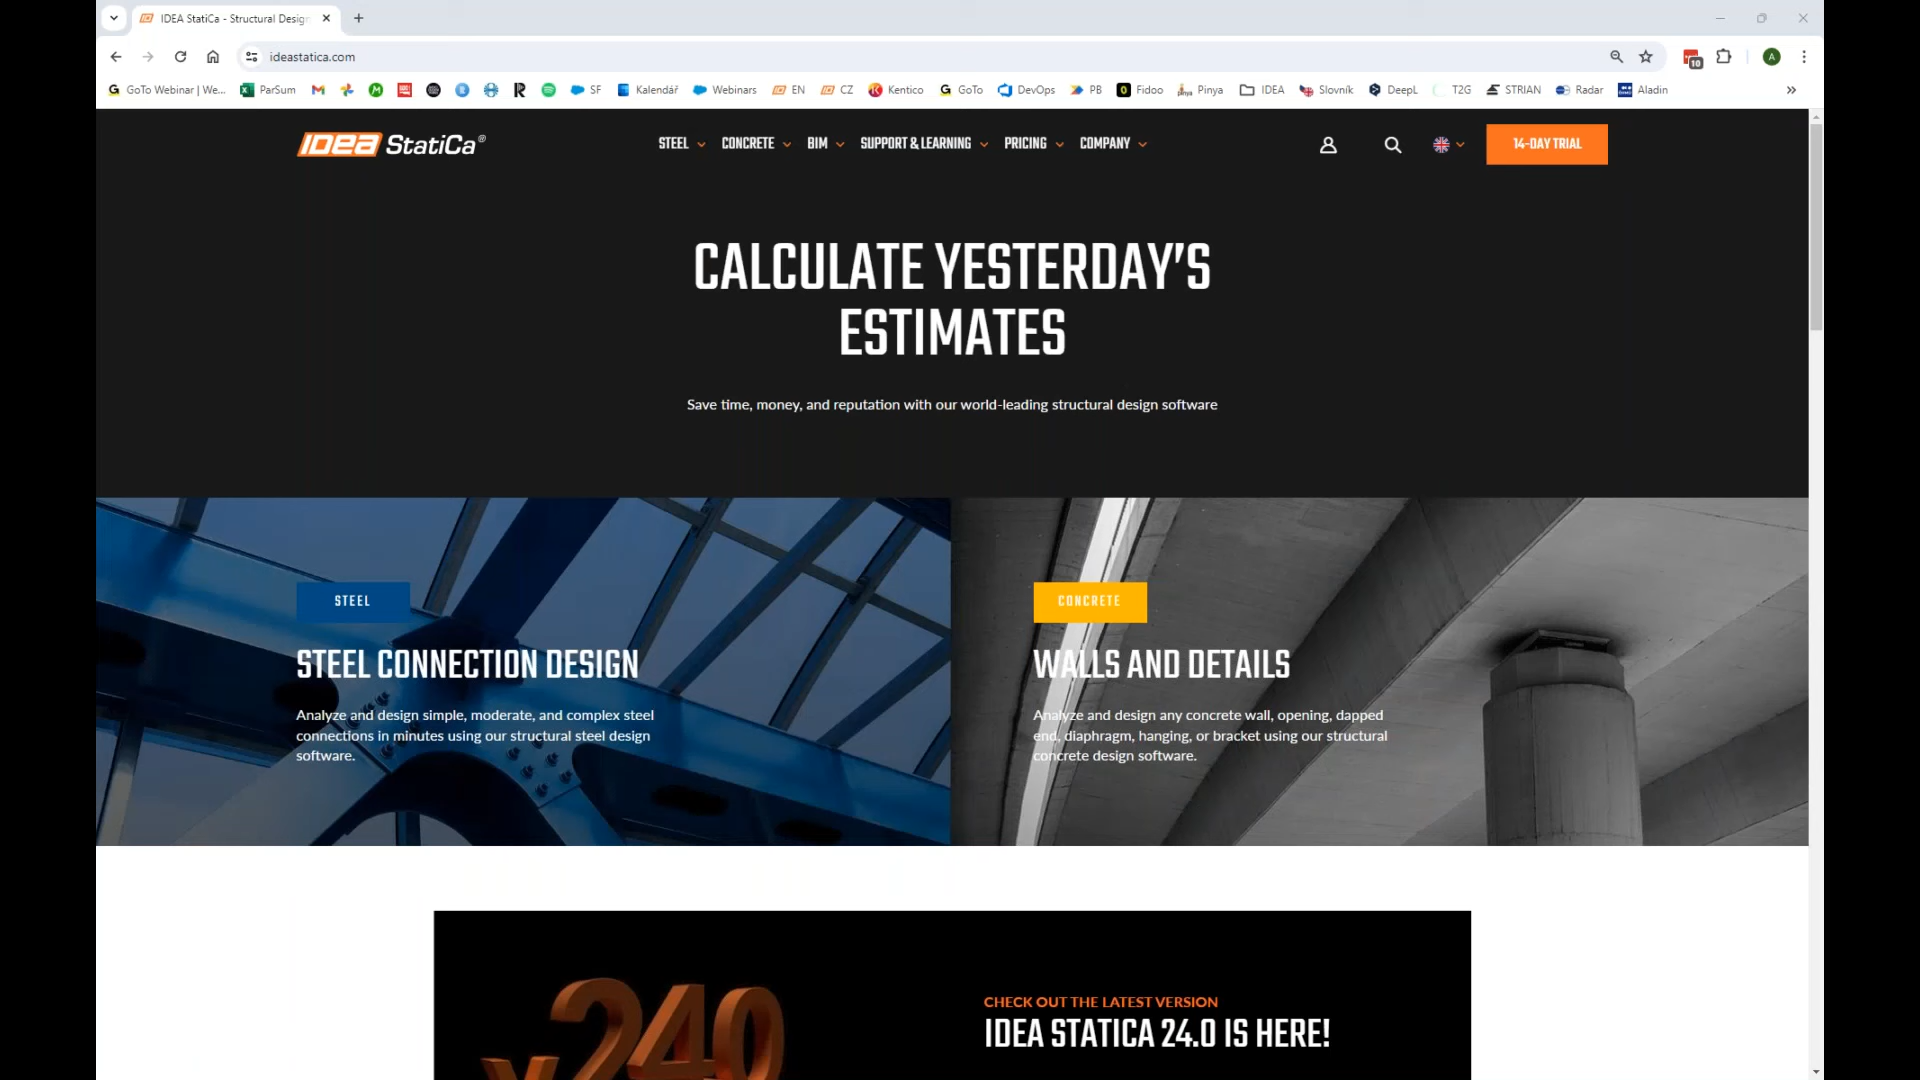 IDEA StatiCa - Structural Desig
ideastatica.com
10
A
GoTo Webinar | We... ParSum SF Kalendář Webinars EN CZ Kentico GoTo DevOps PB Fidoo Pinya IDEA Slovník DeepL T2G STRIAN Radar Aladin
IDEA StatiCa®
STEEL CONCRETE BIM SUPPORT & LEARNING PRICING COMPANY
14-DAY TRIAL
CALCULATE YESTERDAY'S
ESTIMATES
Save time, money, and reputation with our world-leading structural design software
STEEL
STEEL CONNECTION DESIGN
Analyze and design simple, moderate, and complex steel
connections in minutes using our structural steel design
software.
CONCRETE
WALLS AND DETAILS
Analyze and design any concrete wall, opening, dapped
end, diaphragm, hanging, or bracket using our structural
concrete design software.
v240
CHECK OUT THE LATEST VERSION
IDEA STATICA 24.0 IS HERE!